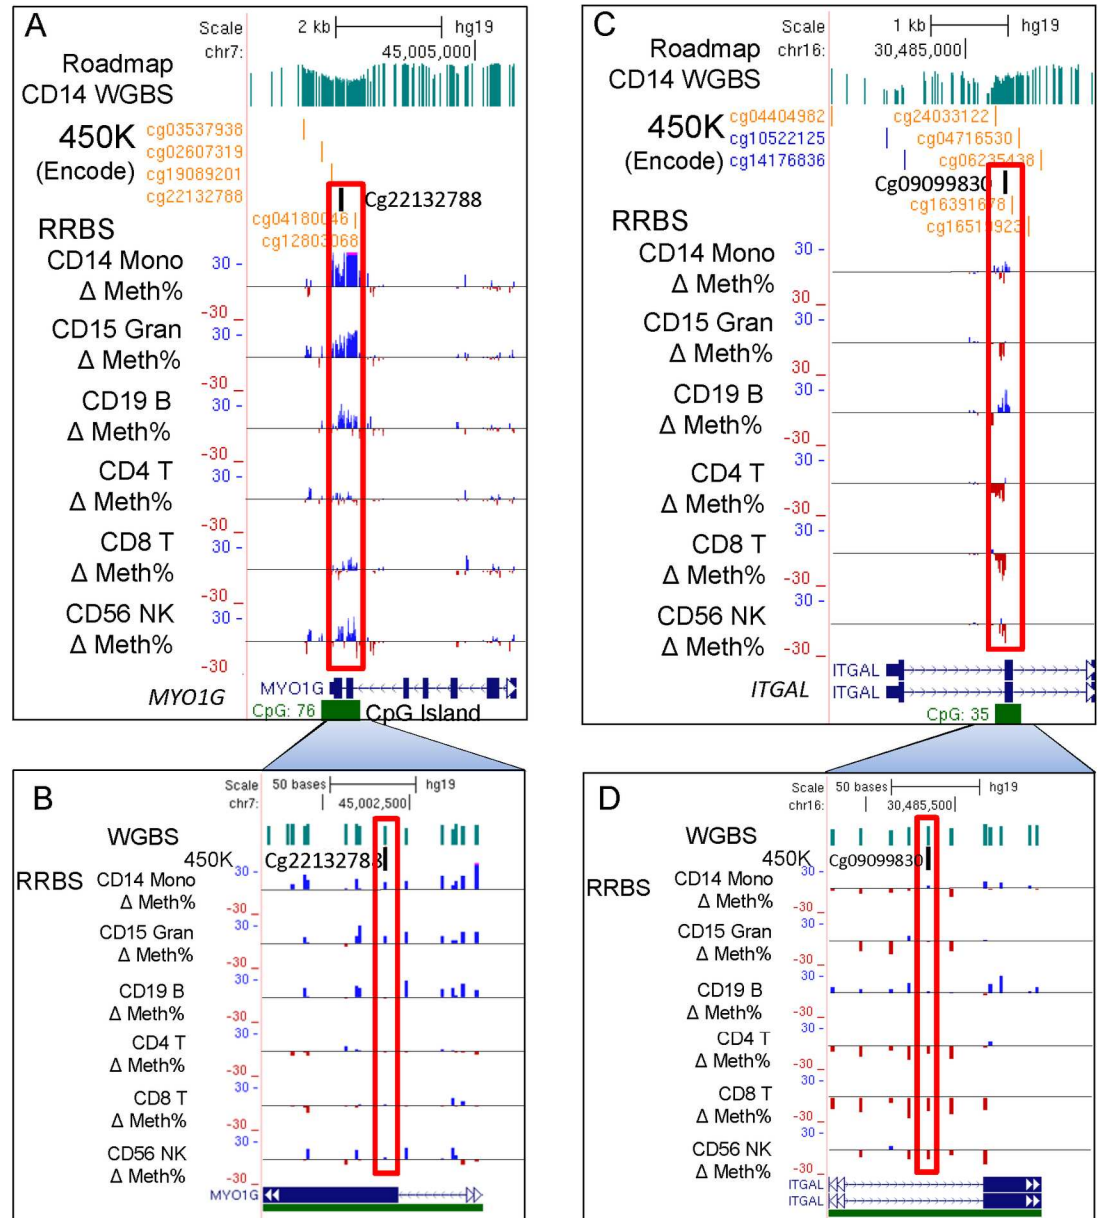 A
Scale 2 kb hg19
chr7: 45,005,000
Roadmap
CD14 WGBS
450K
(Encode)
cg03537938
cg02607319
cg19089201
cg22132788
Cg22132788
cg04180046
cg12803068
RRBS
CD14 Mono 30 -
Δ Meth% -30 _
CD15 Gran 30 -
Δ Meth% -30 _
CD19 B 30 -
Δ Meth% -30 _
CD4 T 30 -
Δ Meth% -30 _
CD8 T 30 -
Δ Meth% -30 _
CD56 NK 30 -
Δ Meth% -30
MYO1G MYO1G
CpG: 76 CpG Island
B
Scale 50 bases hg19
chr7: 45,002,500
WGBS
450K Cg22132788
RRBS
CD14 Mono 30 -
Δ Meth% -30 _
CD15 Gran 30 -
Δ Meth% -30 _
CD19 B 30 -
Δ Meth% -30 _
CD4 T 30 -
Δ Meth% -30 _
CD8 T 30 -
Δ Meth% -30 _
CD56 NK 30 -
Δ Meth% -30 _
MYO1G
C
Scale 1 kb hg19
chr16: 30,485,000
Roadmap
CD14 WGBS
450K
(Encode)
cg04404982 cg24033122
cg10522125 cg04716530
cg14176836 cg06235438
Cg09099830
cg16391678
cg16519923
RRBS
CD14 Mono 30 -
Δ Meth% 30 _
CD15 Gran 30 -
Δ Meth% 30 _
CD19 B 30 -
Δ Meth% -30 _
CD4 T 30 -
Δ Meth% -30 _
CD8 T 30 -
Δ Meth% -30 _
CD56 NK 30 -
Δ Meth% -30 _
ITGAL
ITGAL ITGAL
CpG: 35
D
Scale 50 bases hg19
chr16: 30,485,500
WGBS
450K Cg09099830
RRBS
CD14 Mono 30 -
Δ Meth% -30 _
CD15 Gran 30 -
Δ Meth% -30 _
CD19 B 30 -
Δ Meth% -30 _
CD4 T 30 -
Δ Meth% -30 _
CD8 T 30 -
Δ Meth% -30 _
CD56 NK 30 -
Δ Meth% -30 _
ITGAL
ITGAL